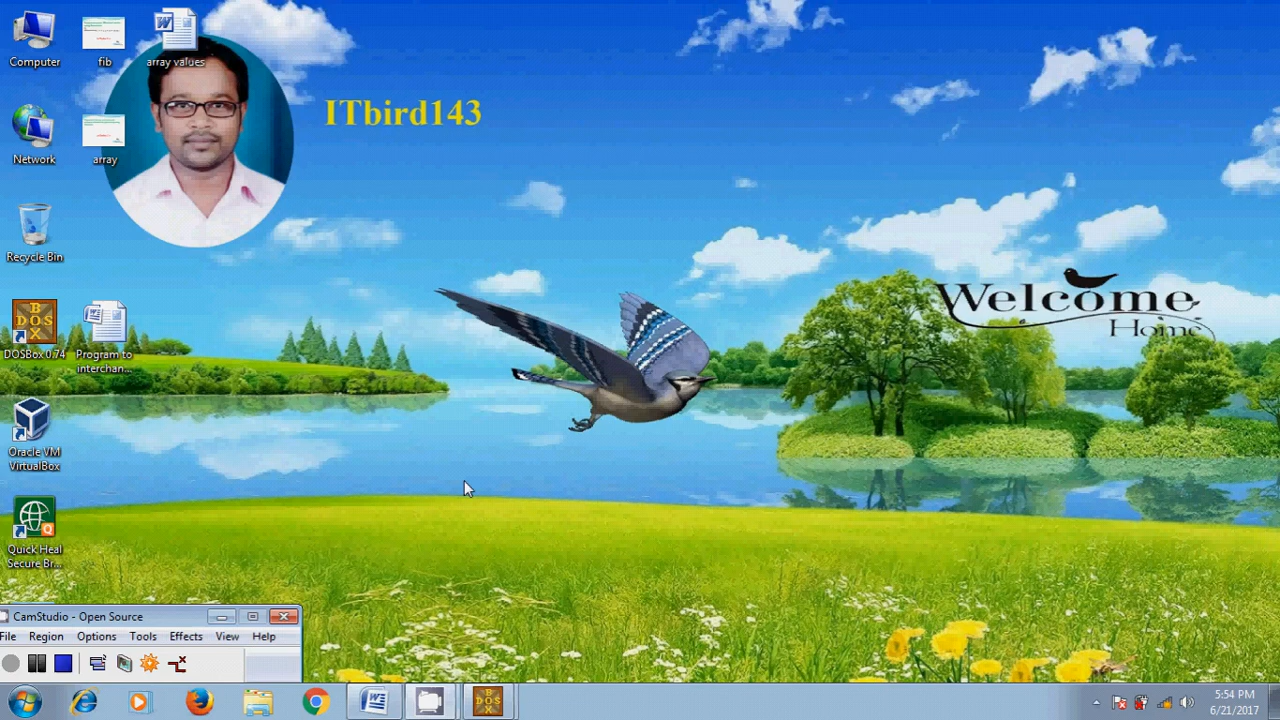 Computer
fib
array values
ITbird143
Network
array
Recycle Bin
Welcome
Home
DOSBox 0.74
Program to
interchan...
Oracle VM
VirtualBox
Quick Heal
Secure Br...
CamStudio - Open Source
File Region Options Tools Effects View Help
5:54 PM
6/21/2017